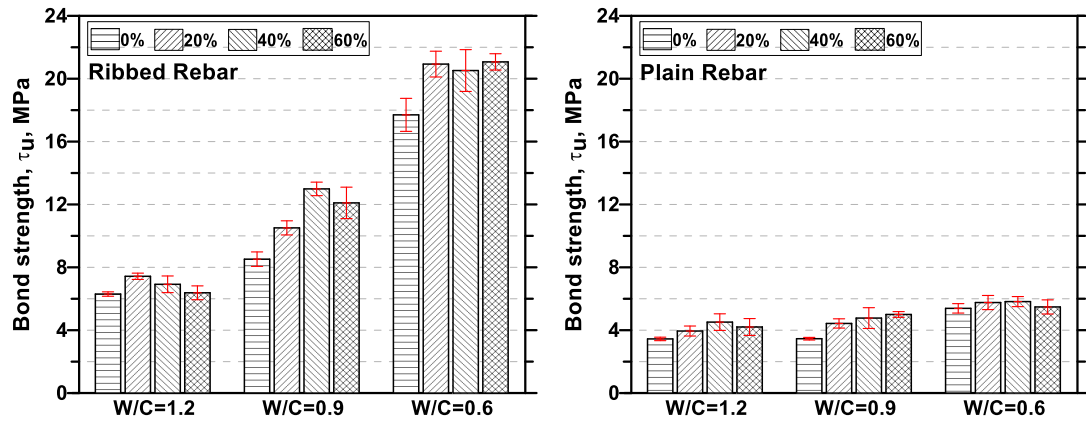 Bond strength, τu, MPa
24
20
16
12
8
4
0
0% 20% 40% 60%
Ribbed Rebar
W/C=1.2 W/C=0.9 W/C=0.6
Bond strength, τu, MPa
24
20
16
12
8
4
0
0% 20% 40% 60%
Plain Rebar
W/C=1.2 W/C=0.9 W/C=0.6